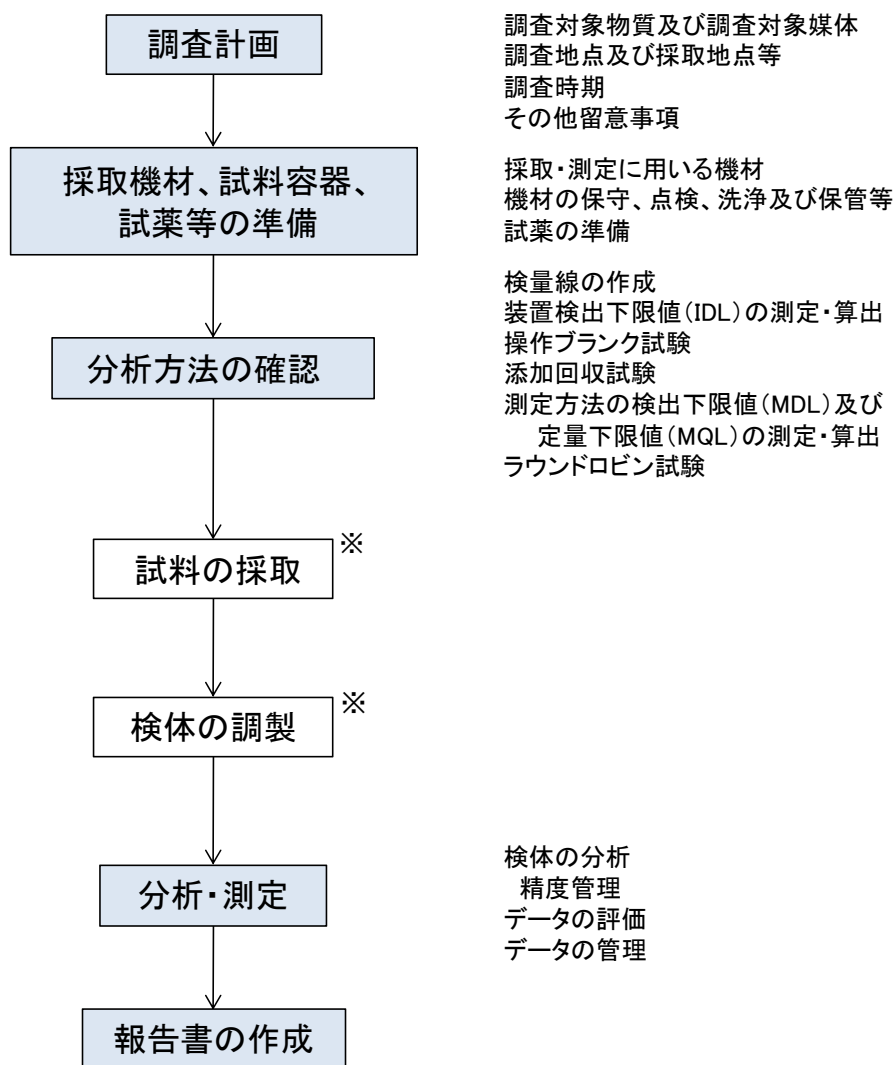 調査計画
調査対象物質及び調査対象媒体
調査地点及び採取地点等
調査時期
その他留意事項
採取機材、試料容器、
試薬等の準備
採取・測定に用いる機材
機材の保守、点検、洗浄及び保管等
試薬の準備
分析方法の確認
検量線の作成
装置検出下限値(IDL)の測定・算出
操作ブランク試験
添加回収試験
測定方法の検出下限値(MDL)及び
定量下限値(MQL)の測定・算出
ラウンドロビン試験
試料の採取 ※
検体の調製 ※
分析・測定
検体の分析
精度管理
データの評価
データの管理
報告書の作成